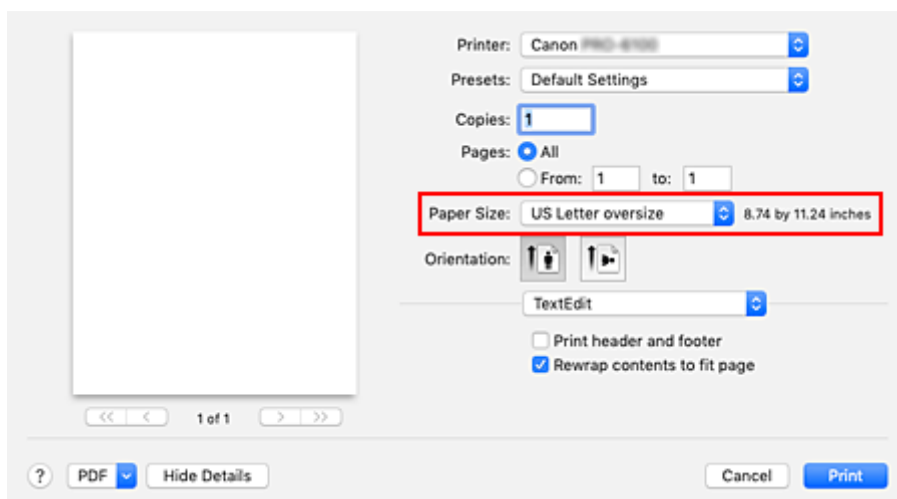 Printer: Canon
Presets: Default Settings
Copies: 1
Pages: All
From: 1 to: 1
Paper Size: US Letter oversize 8.74 by 11.24 inches
Orientation:
TextEdit
Print header and footer
Rewrap contents to fit page
<< < 1 of 1 > >>
? PDF Hide Details Cancel Print